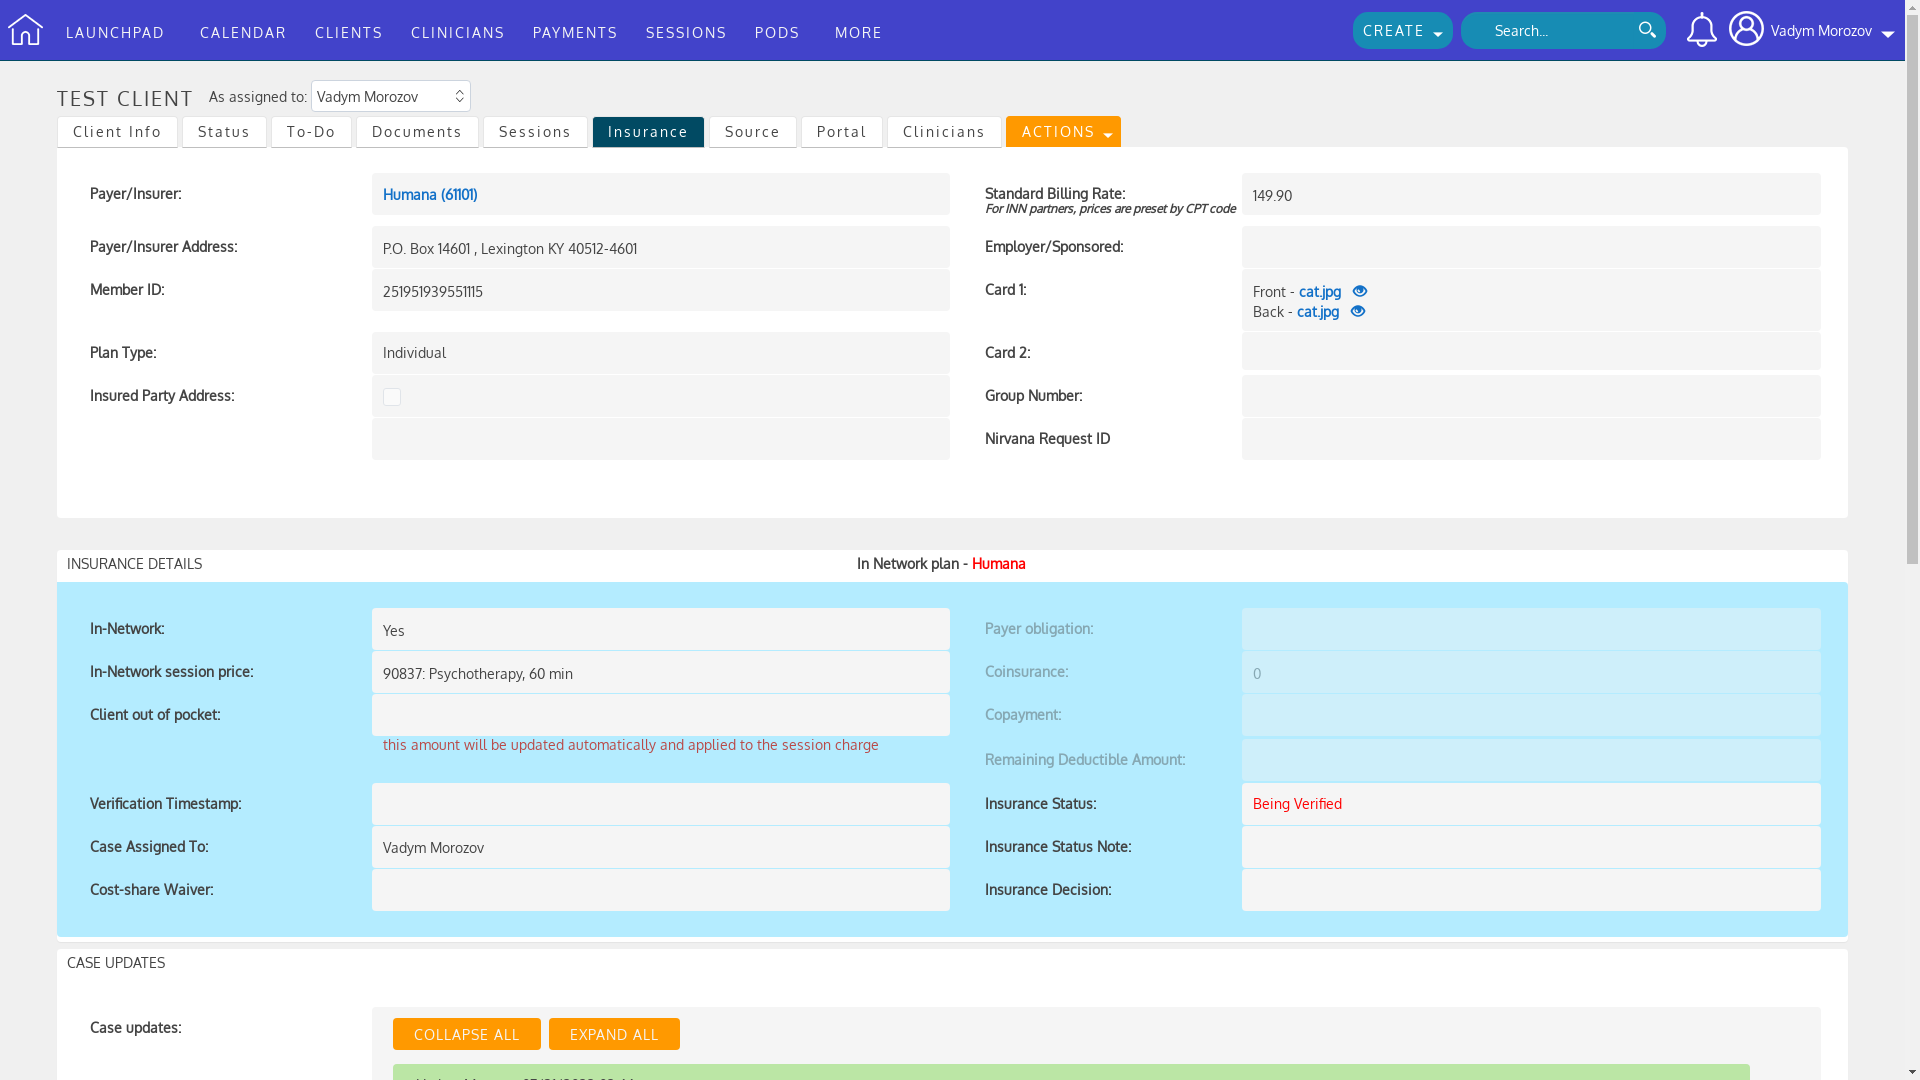 LAUNCHPAD CALENDAR CLIENTS CLINICIANS PAYMENTS SESSIONS PODS MORE CREATE Search... Vadym Morozov
TEST CLIENT As assigned to: Vadym Morozov
Client Info Status To-Do Documents Sessions Insurance Source Portal Clinicians ACTIONS
Payer/Insurer: Humana (61101) Standard Billing Rate: 149.90
For INN partners, prices are preset by CPT code
Payer/Insurer Address: P.O. Box 14601 , Lexington KY 40512-4601 Employer/Sponsored:
Member ID: 251951939551115 Card 1: Front - cat.jpg
Back - cat.jpg
Plan Type: Individual Card 2:
Insured Party Address: Group Number:
Nirvana Request ID
INSURANCE DETAILS In Network plan - Humana
In-Network: Yes Payer obligation:
In-Network session price: 90837: Psychotherapy, 60 min Coinsurance: 0
Client out of pocket: Copayment:
this amount will be updated automatically and applied to the session charge
Remaining Deductible Amount:
Verification Timestamp: Insurance Status: Being Verified
Case Assigned To: Vadym Morozov Insurance Status Note:
Cost-share Waiver: Insurance Decision:
CASE UPDATES
Case updates: COLLAPSE ALL EXPAND ALL